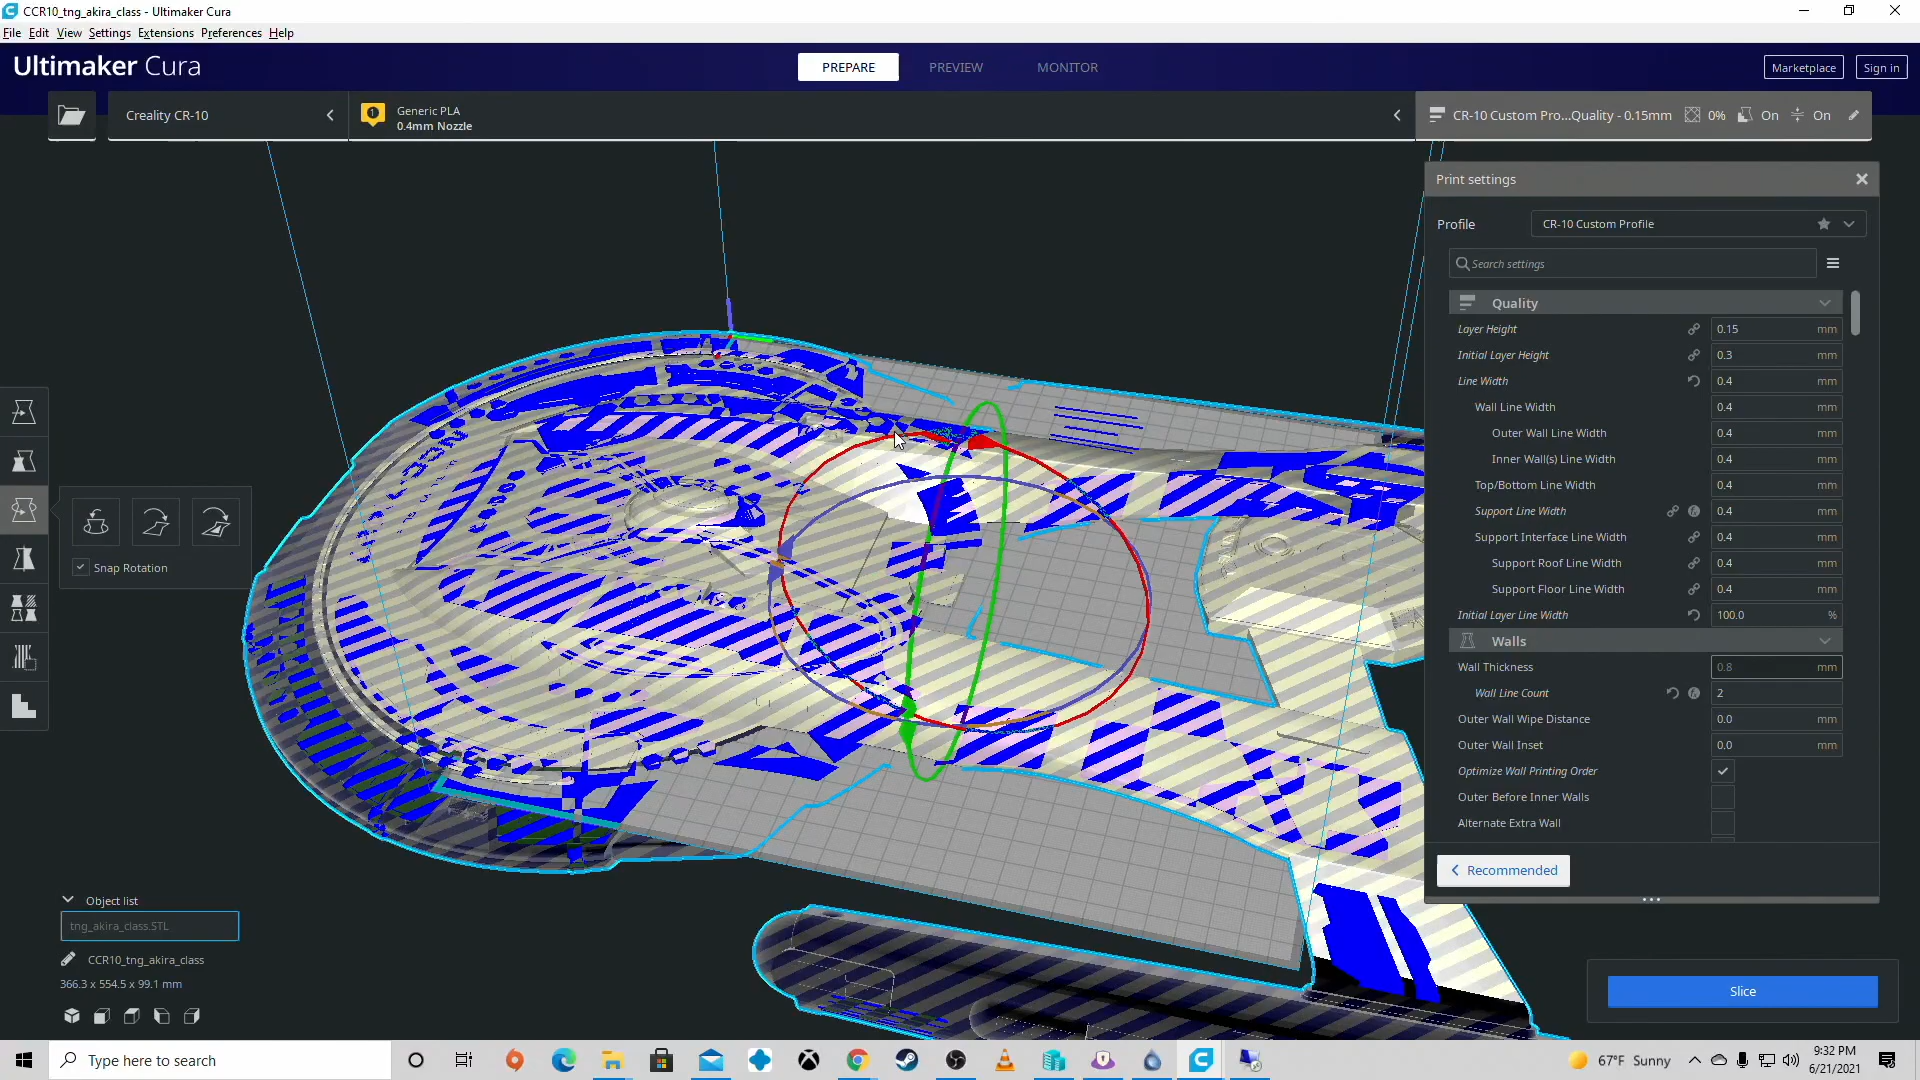 CCR10_tng_akira_class - Ultimaker Cura
File Edit View Settings Extensions Preferences Help
Ultimaker Cura
PREPARE PREVIEW MONITOR
Marketplace Sign in
Creality CR-10
1
Generic PLA
0.4mm Nozzle
CR-10 Custom Pro...Quality - 0.15mm 0% On On
Print settings
Profile CR-10 Custom Profile
Search settings
Quality
Layer Height 0.15 mm
Initial Layer Height 0.3 mm
Line Width 0.4 mm
Wall Line Width 0.4 mm
Outer Wall Line Width 0.4 mm
Inner Wall(s) Line Width 0.4 mm
Top/Bottom Line Width 0.4 mm
Support Line Width 0.4 mm
Support Interface Line Width 0.4 mm
Support Roof Line Width 0.4 mm
Support Floor Line Width 0.4 mm
Initial Layer Line Width 100.0 %
Walls
Wall Thickness 0.8 mm
Wall Line Count 2
Outer Wall Wipe Distance 0.0 mm
Outer Wall Inset 0.0 mm
Optimize Wall Printing Order
Outer Before Inner Walls
Alternate Extra Wall
Recommended
Snap Rotation
Object list
tng_akira_class.STL
CCR10_tng_akira_class
366.3 x 554.5 x 99.1 mm
Slice
Type here to search
67°F Sunny
9:32 PM
6/21/2021